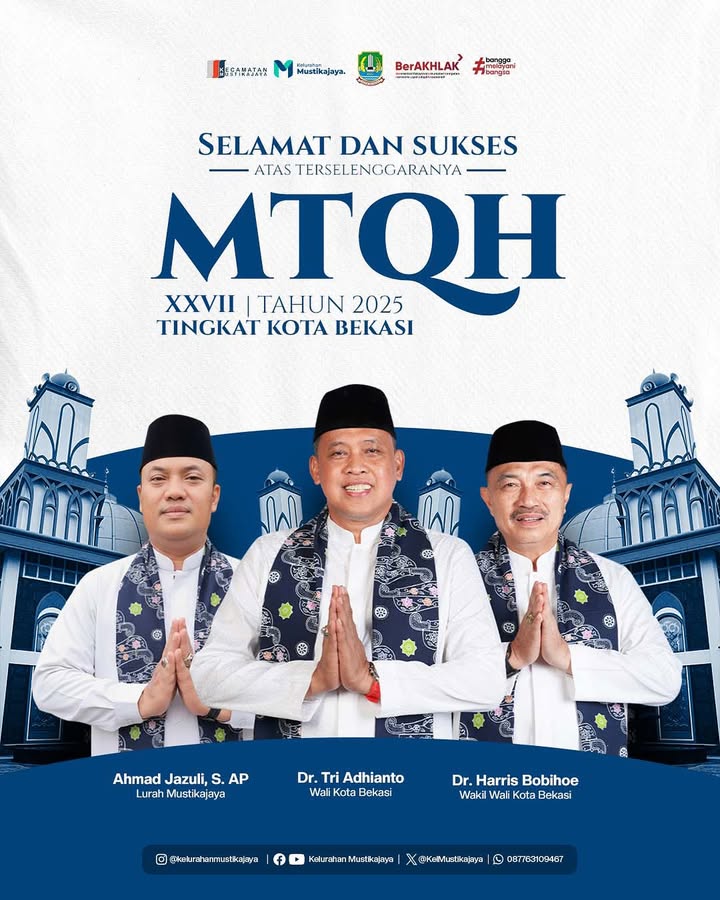 KECAMATAN
MUSTIKAJAYA
Kelurahan
Mustikajaya.
BerAKHLAK
#bangga
melayani
bangsa
SELAMAT DAN SUKSES
ATAS TERSELENGGARANYA
MTQH
XXVII | TAHUN 2025
TINGKAT KOTA BEKASI
Ahmad Jazuli, S. AP
Lurah Mustikajaya
Dr. Tri Adhianto
Wali Kota Bekasi
Dr. Harris Bobihoe
Wakil Wali Kota Bekasi
@kelurahanmustikajaya | Kelurahan Mustikajaya | @KelMustikajaya | 087763109467